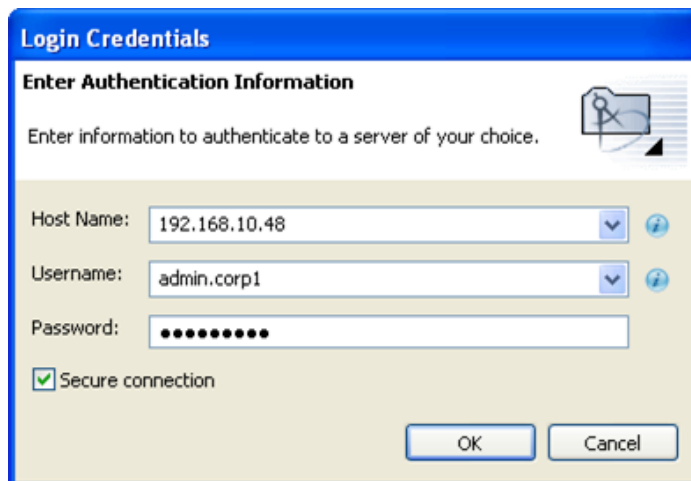 Login Credentials
Enter Authentication Information
Enter information to authenticate to a server of your choice.
Host Name: 192.168.10.48
Username: admin.corp1
Password: •••••••••
Secure connection
OK Cancel